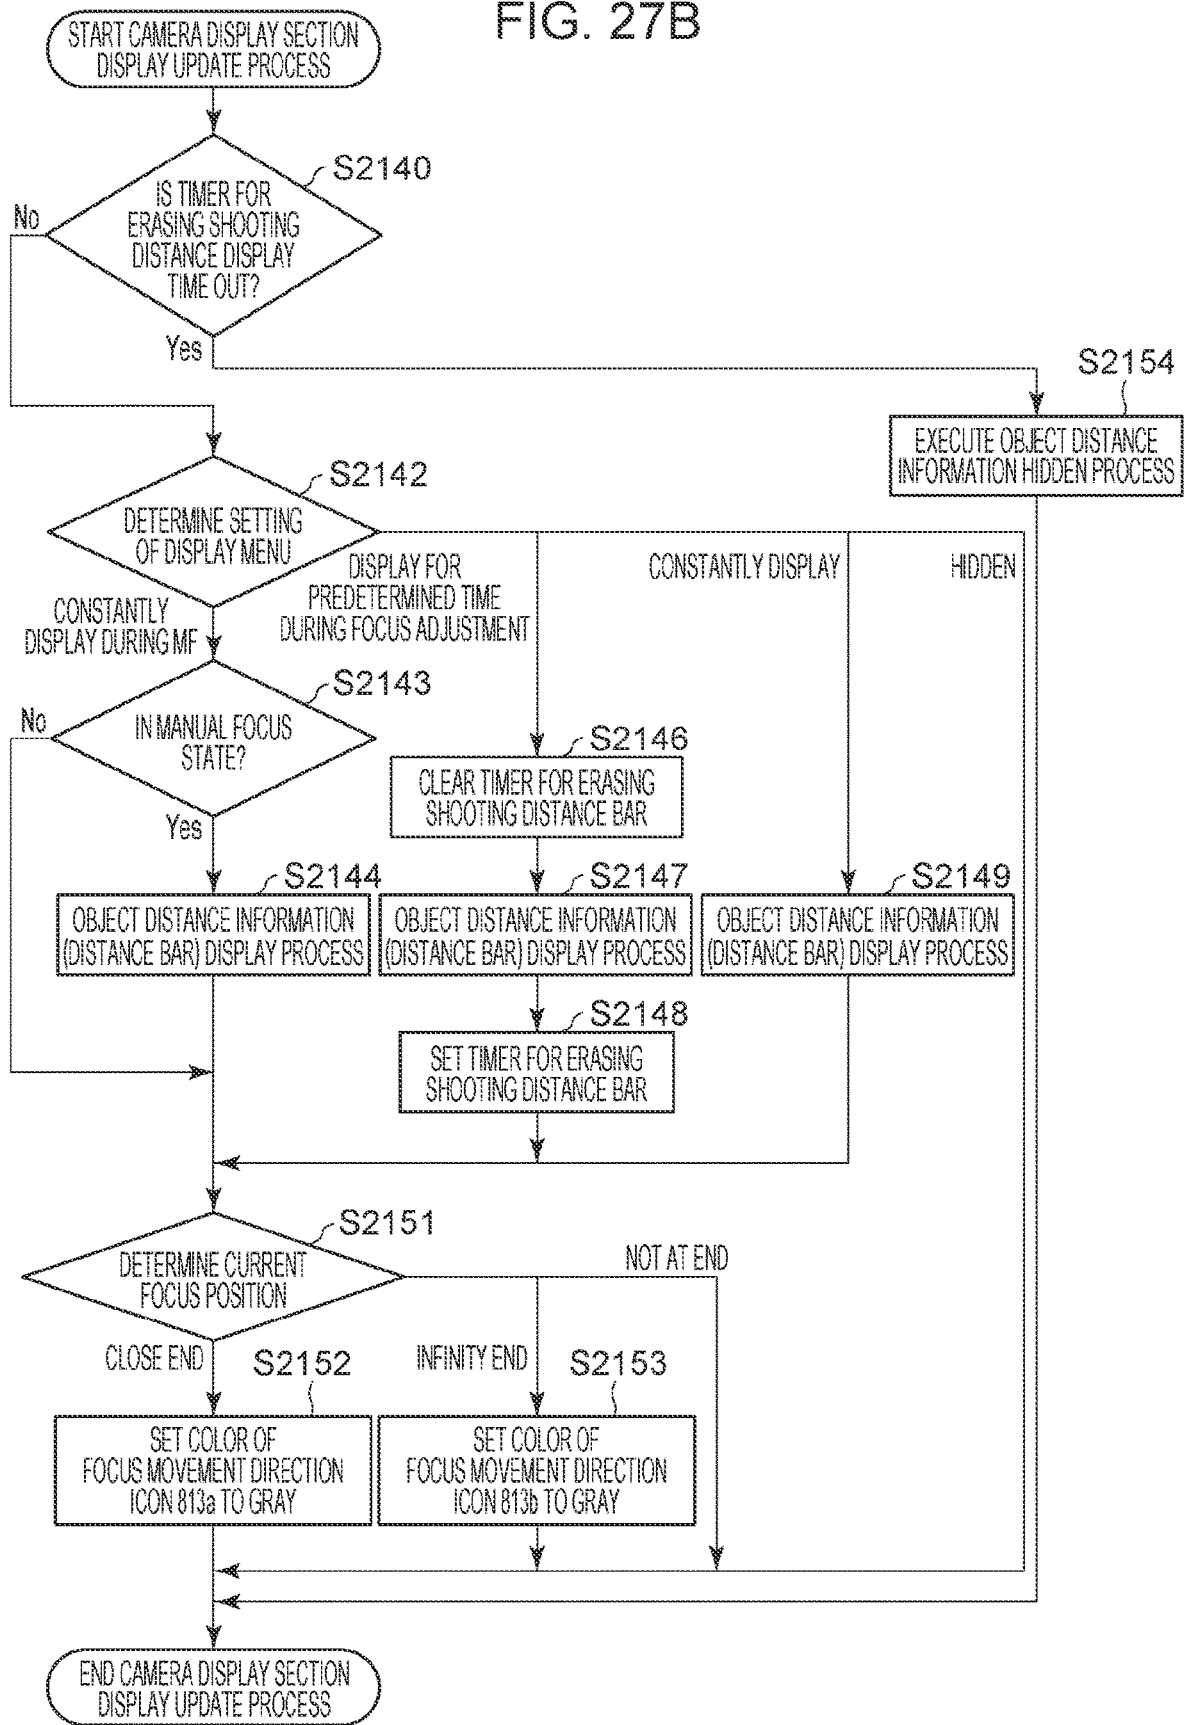 FIG. 27B
START CAMERA DISPLAY SECTION
DISPLAY UPDATE PROCESS
S2140
IS TIMER FOR
ERASING SHOOTING
DISTANCE DISPLAY
TIME OUT?
No
Yes
S2154
EXECUTE OBJECT DISTANCE
INFORMATION HIDDEN PROCESS
S2142
DETERMINE SETTING
OF DISPLAY MENU
CONSTANTLY
DISPLAY DURING MF
DISPLAY FOR
PREDETERMINED TIME
DURING FOCUS ADJUSTMENT
CONSTANTLY DISPLAY
HIDDEN
S2143
IN MANUAL FOCUS
STATE?
No
Yes
S2146
CLEAR TIMER FOR ERASING
SHOOTING DISTANCE BAR
S2144
OBJECT DISTANCE INFORMATION
(DISTANCE BAR) DISPLAY PROCESS
S2147
OBJECT DISTANCE INFORMATION
(DISTANCE BAR) DISPLAY PROCESS
S2149
OBJECT DISTANCE INFORMATION
(DISTANCE BAR) DISPLAY PROCESS
S2148
SET TIMER FOR ERASING
SHOOTING DISTANCE BAR
S2151
DETERMINE CURRENT
FOCUS POSITION
NOT AT END
CLOSE END
INFINITY END
S2152
SET COLOR OF
FOCUS MOVEMENT DIRECTION
ICON 813a TO GRAY
S2153
SET COLOR OF
FOCUS MOVEMENT DIRECTION
ICON 813b TO GRAY
END CAMERA DISPLAY SECTION
DISPLAY UPDATE PROCESS